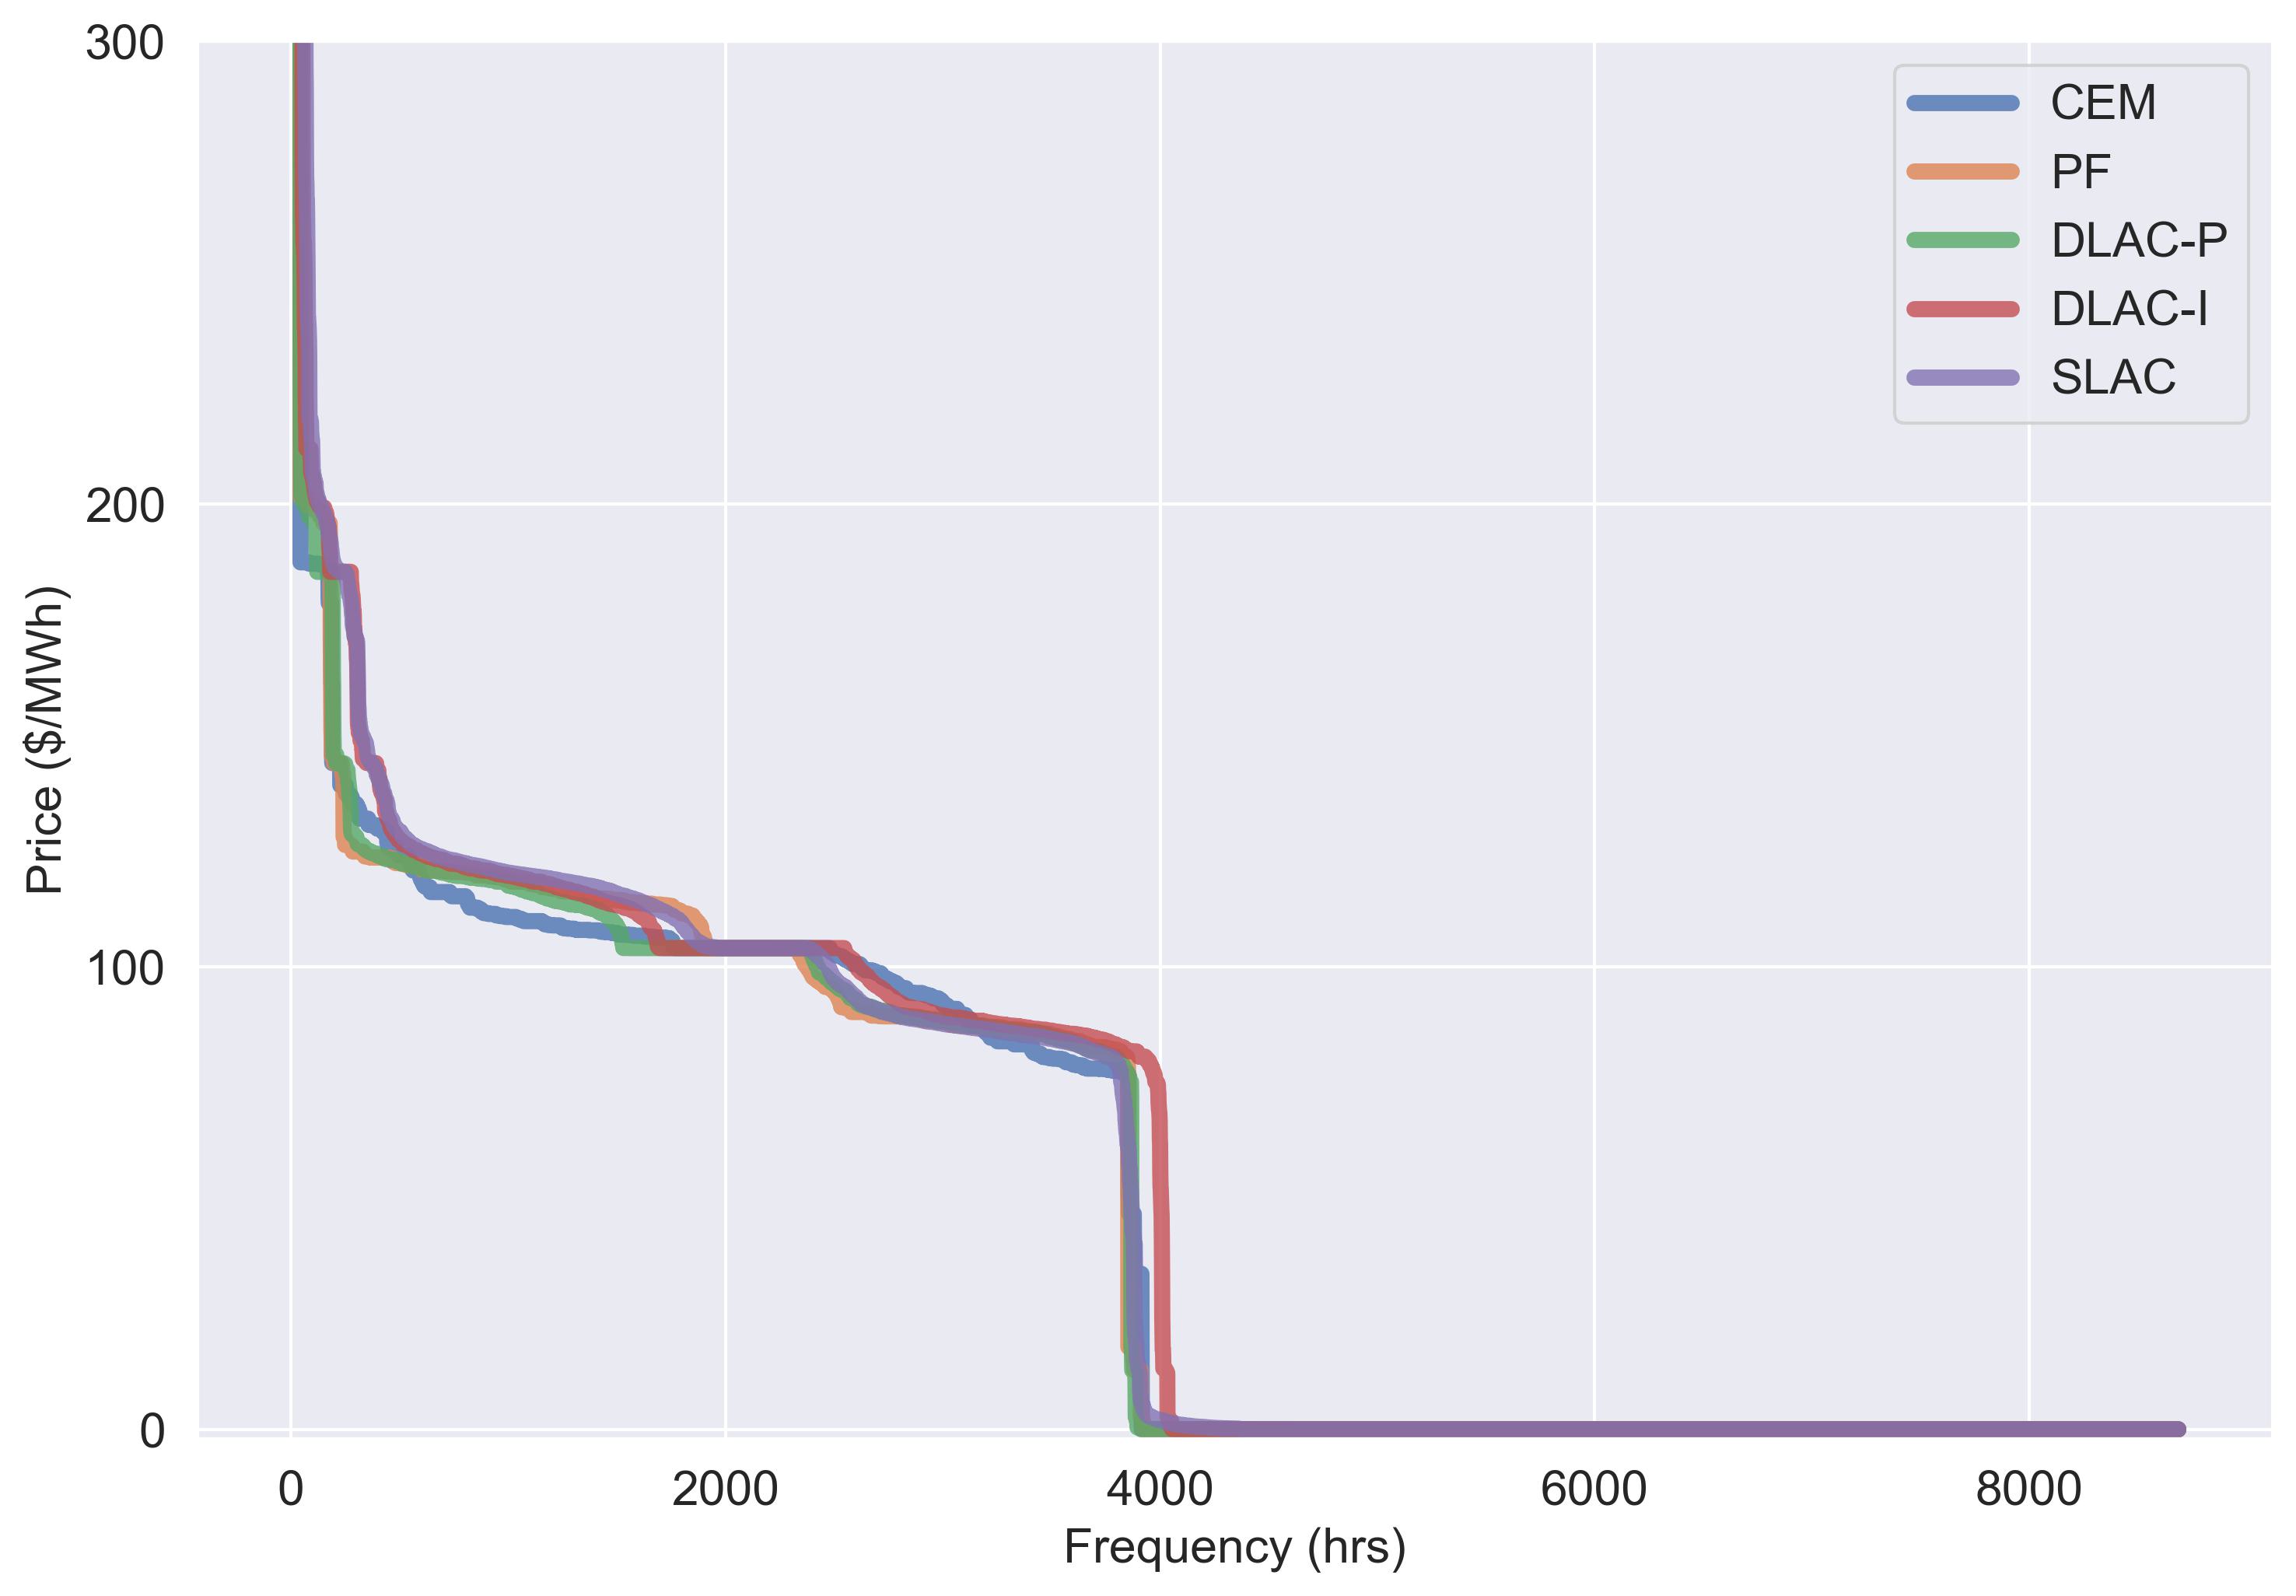 300
200
100
0
Price ($/MWh)
CEM
PF
DLAC-P
DLAC-I
SLAC
0
2000
4000
6000
8000
Frequency (hrs)